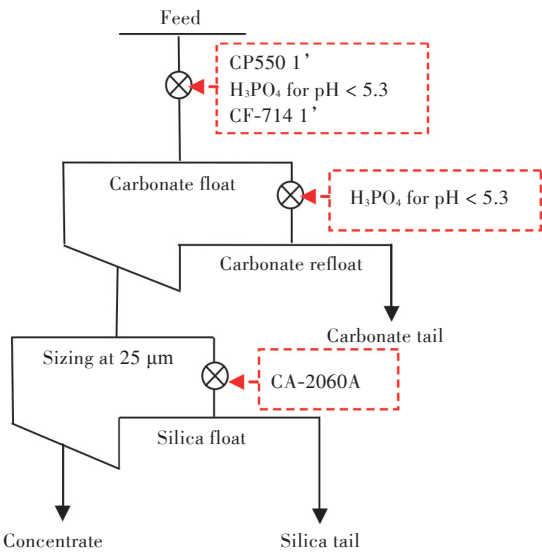 Feed
CP550 1’
H₃PO₄ for pH < 5.3
CF-714 1’
Carbonate float
H₃PO₄ for pH < 5.3
Carbonate refloat
Carbonate tail
Sizing at 25 μm
CA-2060A
Silica float
Concentrate
Silica tail